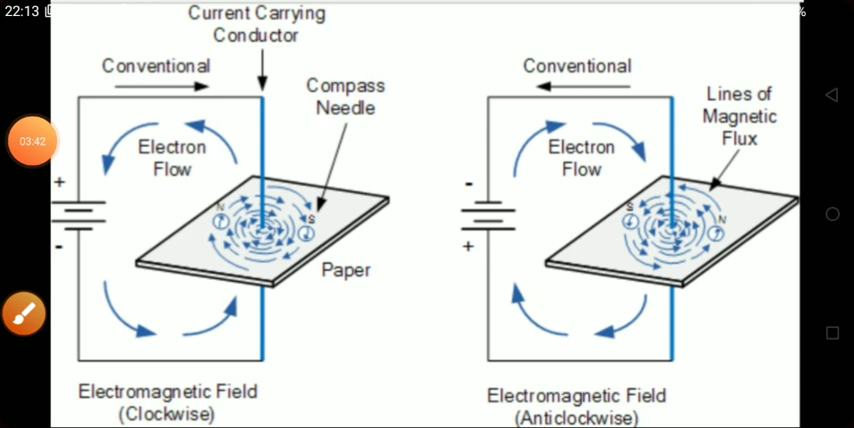 22:13
%
03:42
Current Carrying
Conductor
Conventional
Compass
Needle
Electron
Flow
+
-
N
S
Paper
Electromagnetic Field
(Clockwise)
Conventional
Lines of
Magnetic
Flux
Electron
Flow
-
+
S
N
Electromagnetic Field
(Anticlockwise)